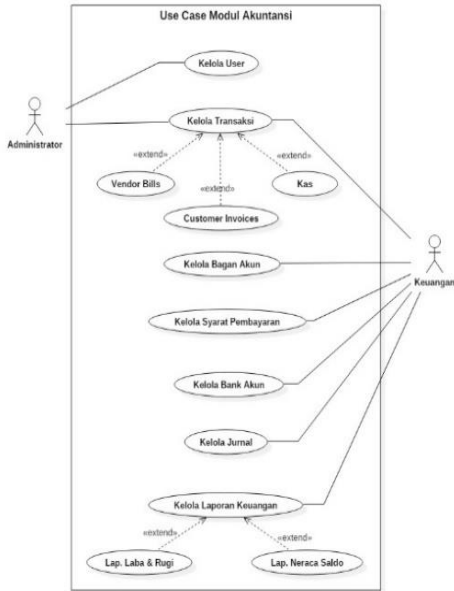 Use Case Modul Akuntansi
Kelola User
Administrator
Kelola Transaksi
«extend»
«extend»
Vendor Bills
«extend»
Kas
Customer Invoices
Kelola Bagan Akun
Keuangan
Kelola Syarat Pembayaran
Kelola Bank Akun
Kelola Jurnal
Kelola Laporan Keuangan
«extend»
«extend»
Lap. Laba & Rugi
Lap. Neraca Saldo